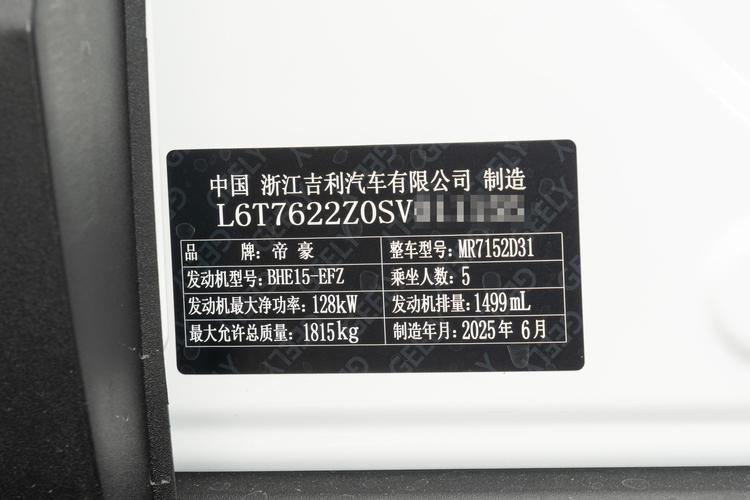 中国 浙江吉利汽车有限公司 制造
L6T7622Z0SV
品 牌: 帝豪 整车型号: MR7152D31
发动机型号: BHE15-EFZ 乘坐人数: 5
发动机最大净功率: 128kW 发动机排量: 1499mL
最大允许总质量: 1815kg 制造年月: 2025年 6月